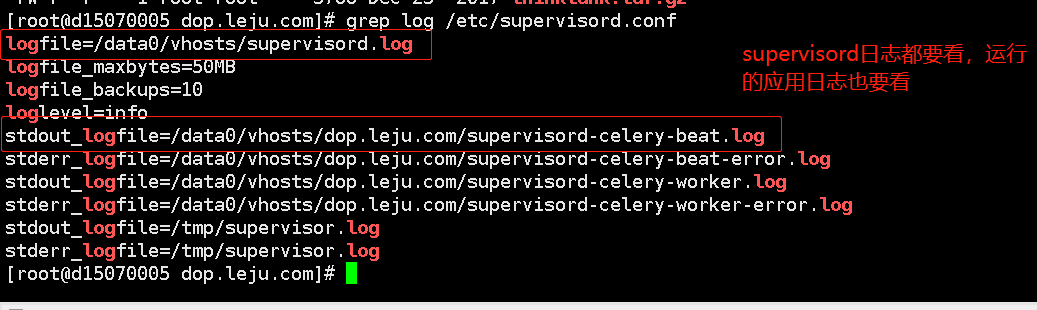 [root@d15070005 dop.leju.com]# grep log /etc/supervisord.conf
logfile=/data0/vhosts/supervisord.log
logfile_maxbytes=50MB
logfile_backups=10
loglevel=info
stdout_logfile=/data0/vhosts/dop.leju.com/supervisord-celery-beat.log
stderr_logfile=/data0/vhosts/dop.leju.com/supervisord-celery-beat-error.log
stdout_logfile=/data0/vhosts/dop.leju.com/supervisord-celery-worker.log
stderr_logfile=/data0/vhosts/dop.leju.com/supervisord-celery-worker-error.log
stdout_logfile=/tmp/supervisor.log
stderr_logfile=/tmp/supervisor.log
[root@d15070005 dop.leju.com]#
supervisord日志都要看，运行
的应用日志也要看